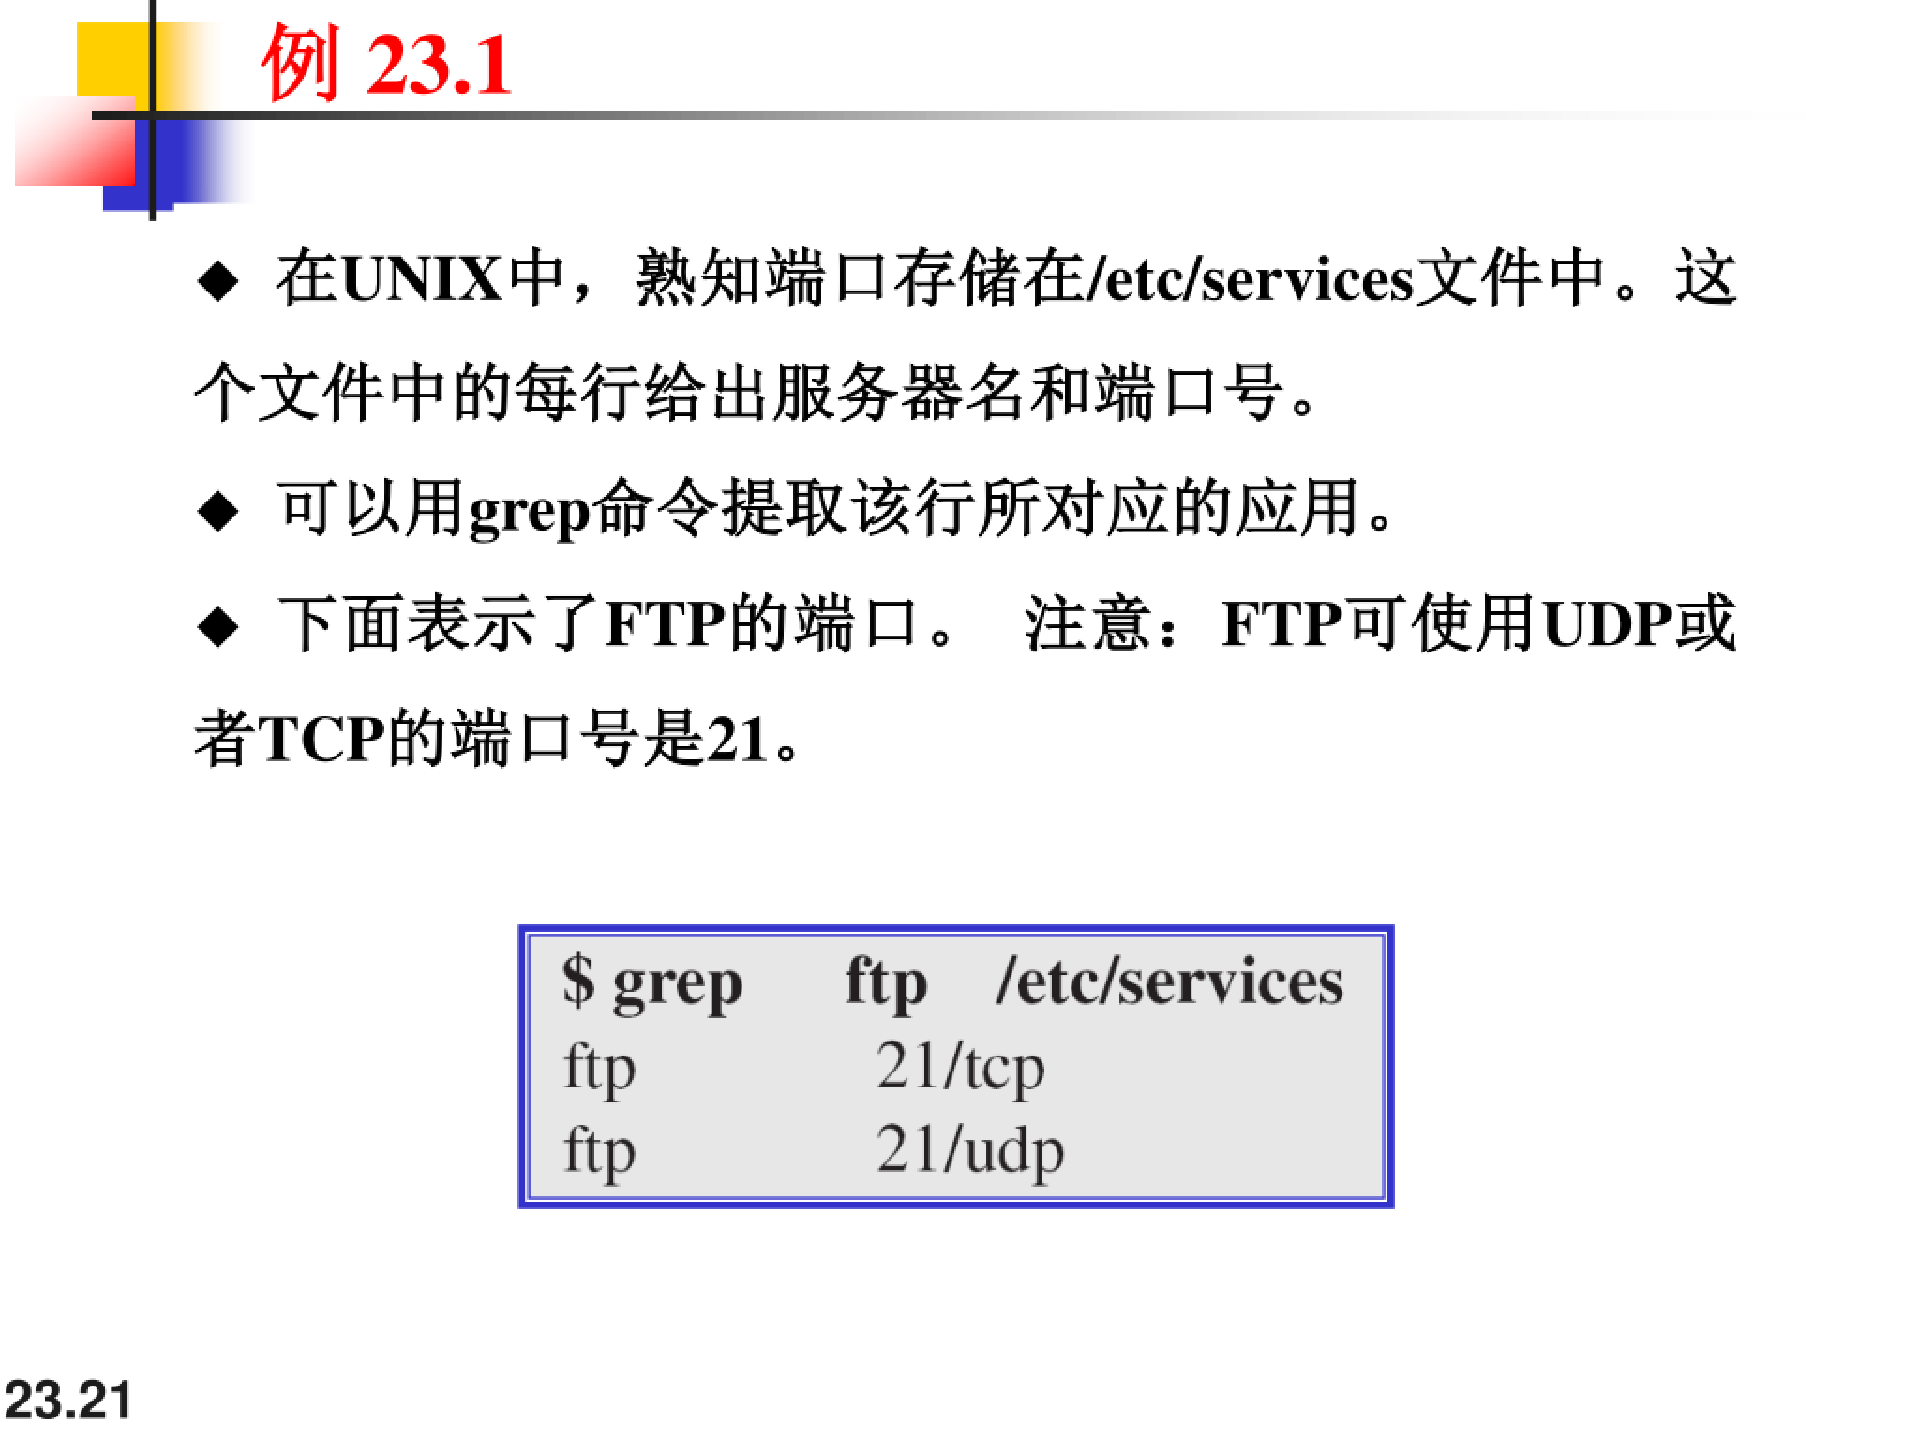 例 23.1
◆ 在UNIX中，熟知端口存储在/etc/services文件中。这
个文件中的每行给出服务器名和端口号。
◆ 可以用grep命令提取该行所对应的应用。
◆ 下面表示了FTP的端口。 注意：FTP可使用UDP或
者TCP的端口号是21。
$ grep ftp /etc/services
ftp 21/tcp
ftp 21/udp
23.21